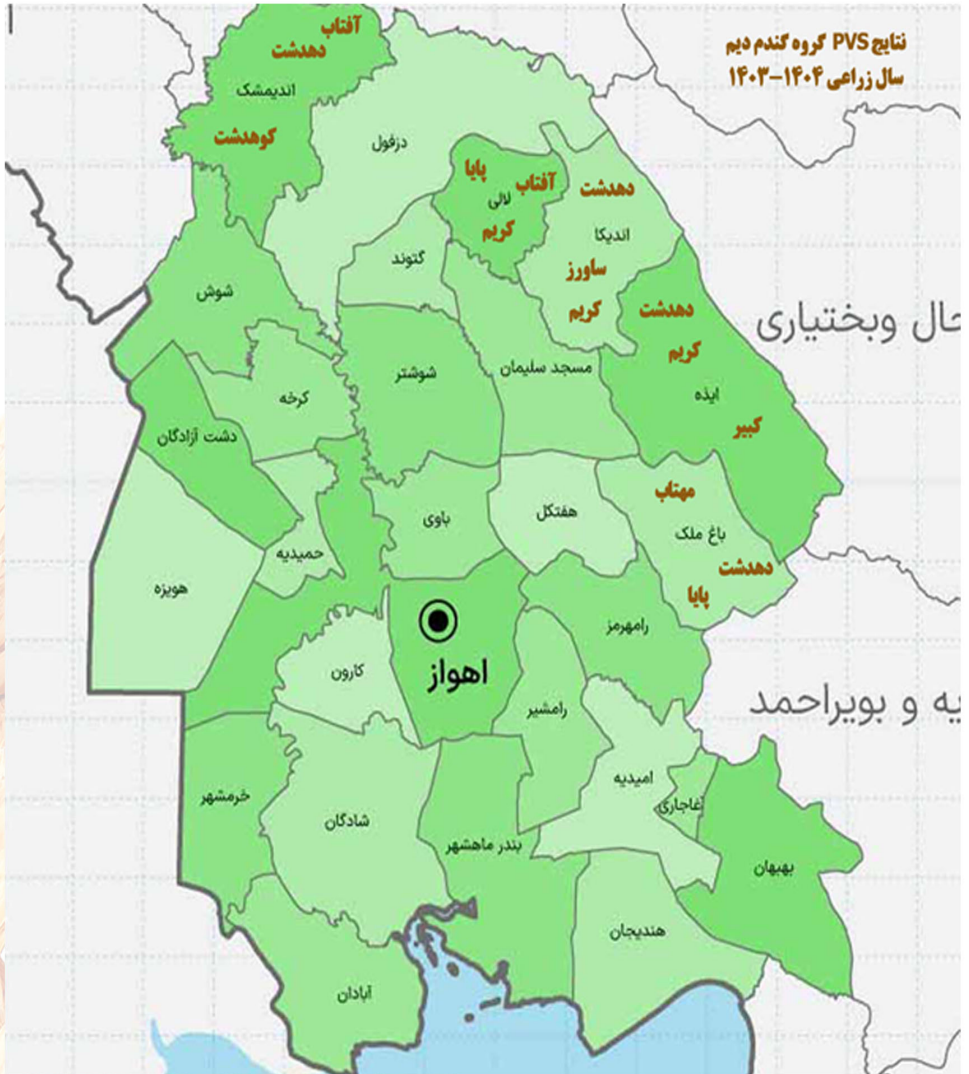 نتایج PVS گروه گندم دیم
سال زراعی ۱۴۰۴-۱۴۰۳
آفتاب
دهدشت
اندیمشک
کوهدشت
دزفول
پایا
آفتاب
لالی
کریم
دهدشت
اندیکا
ساورز
کریم
گتوند
شوش
دهدشت
کریم
ایذه
کبیر
حال وبختیاری
مسجد سلیمان
شوشتر
کرخه
دشت آزادگان
مهتاب
باغ ملک
دهدشت
پایا
هفتکل
باوی
حمیدیه
هویزه
رامهرمز
اهواز
کارون
رامشیر
یه و بویراحمد
امیدیه
آغاجاری
خرمشهر
شادگان
بندر ماهشهر
بهبهان
هندیجان
آبادان